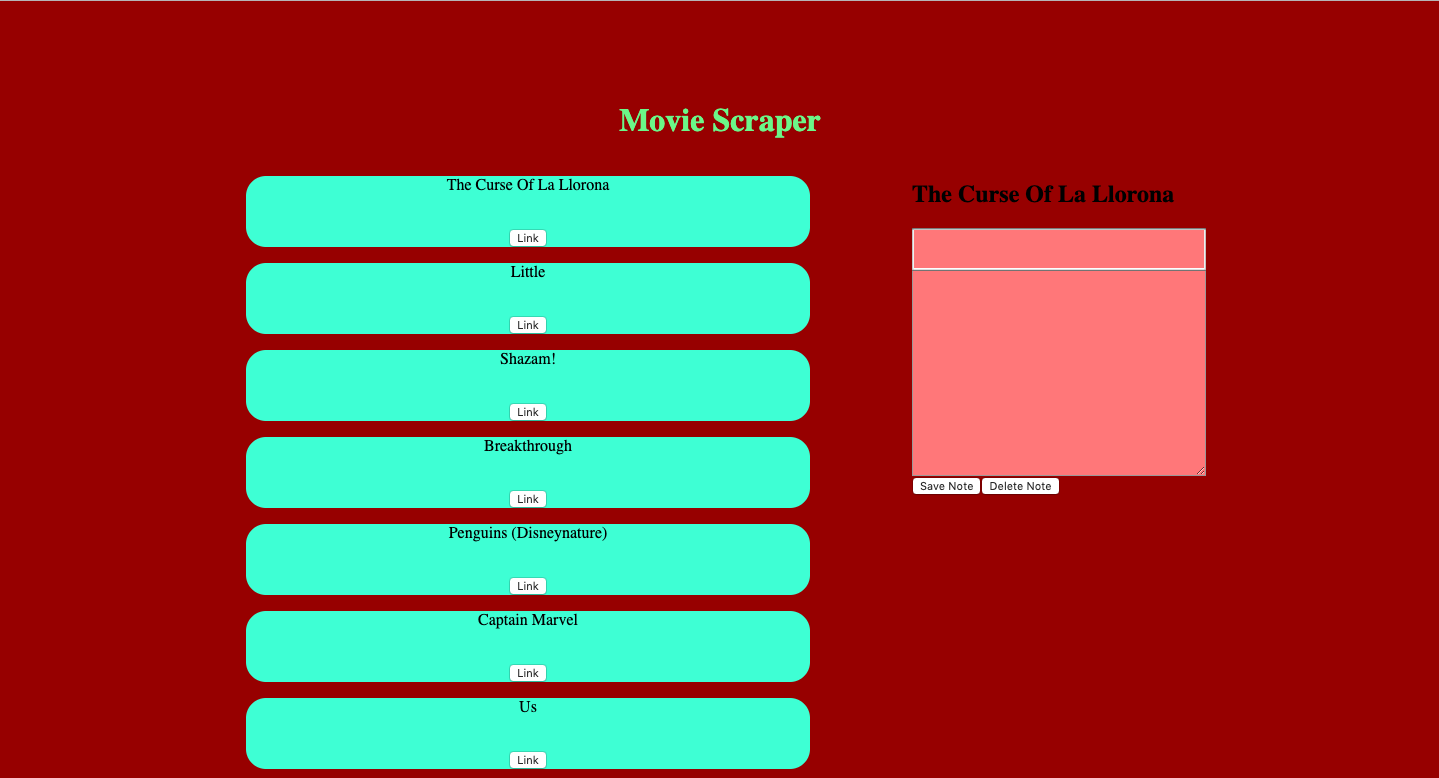 Movie Scraper
The Curse Of La Llorona
Link
Little
Link
Shazam!
Link
Breakthrough
Link
Penguins (Disneynature)
Link
Captain Marvel
Link
Us
Link
The Curse Of La Llorona
Save Note Delete Note